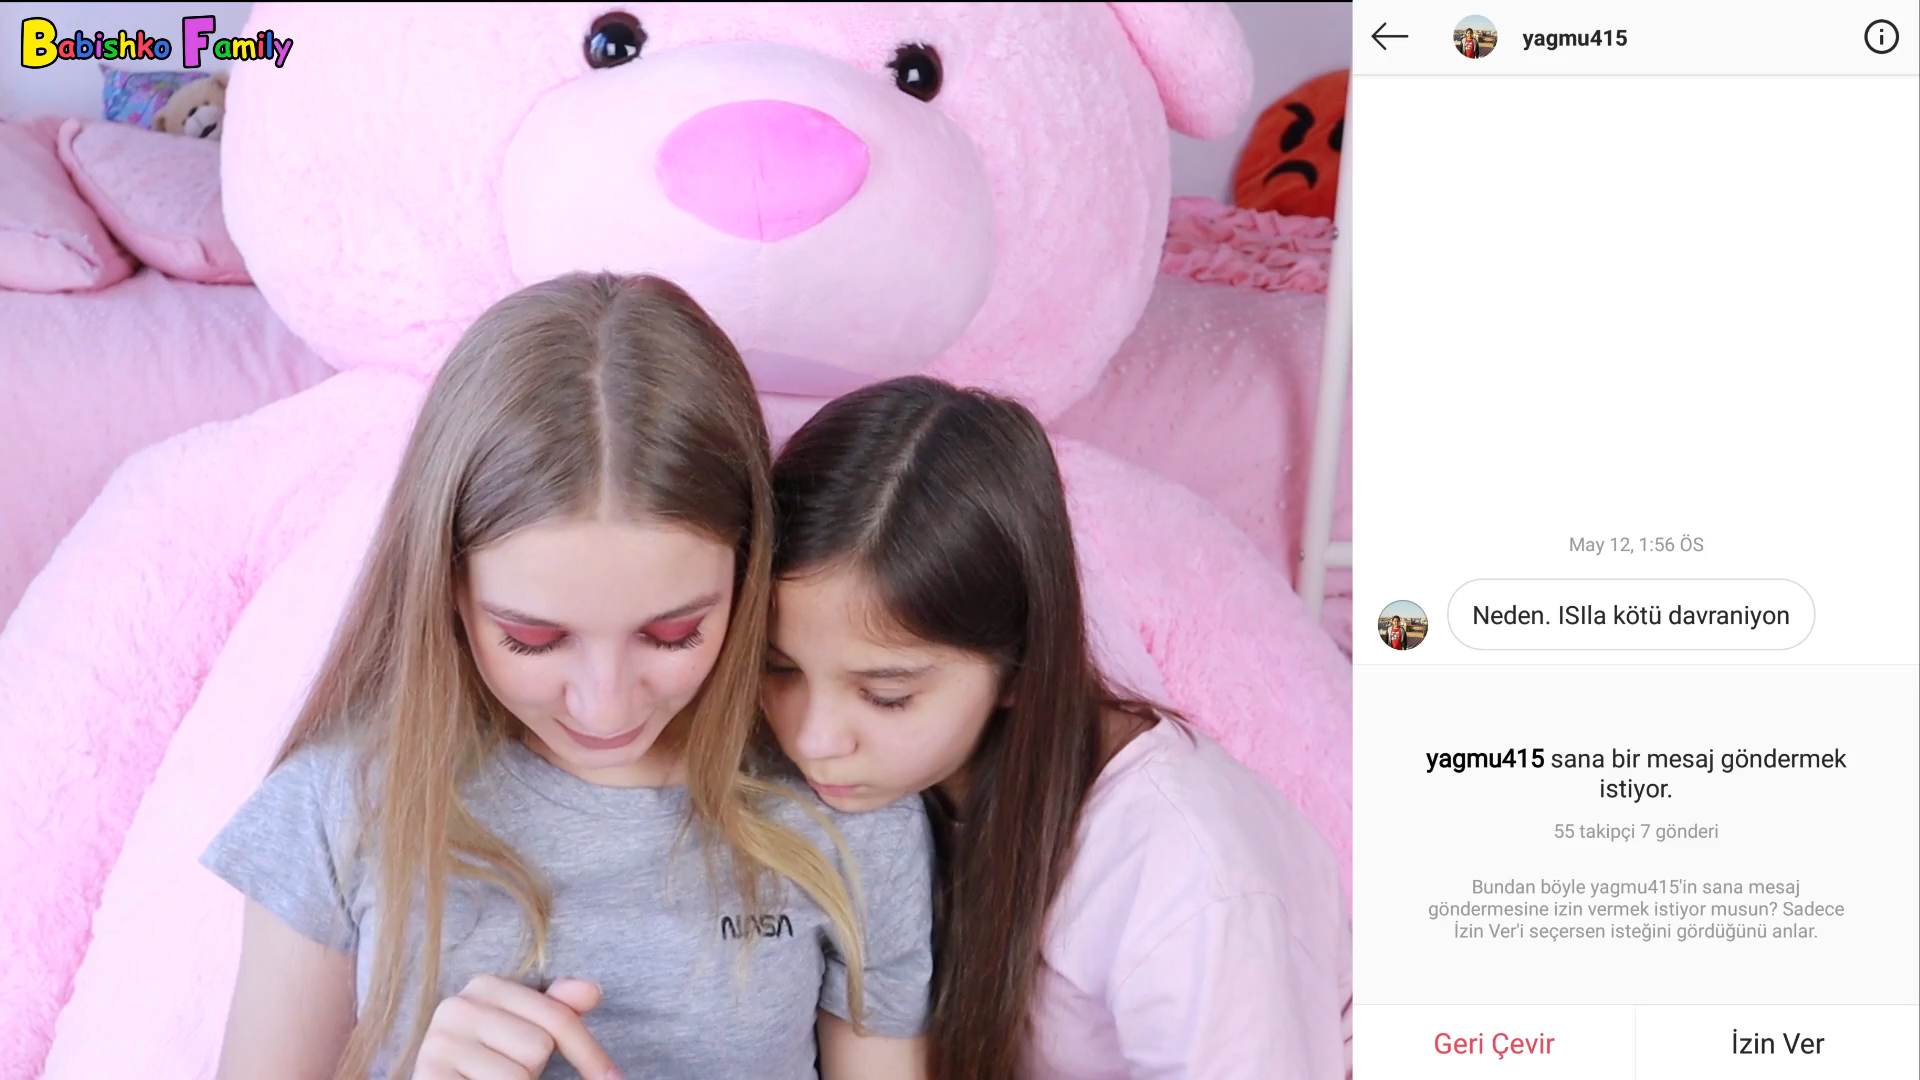 Babishko Family
yagmu415
May 12, 1:56 ÖS
Neden. ISIla kötü davraniyon
yagmu415 sana bir mesaj göndermek
istiyor.
55 takipçi 7 gönderi
Bundan böyle yagmu415'in sana mesaj
göndermesine izin vermek istiyor musun? Sadece
İzin Ver'i seçersen isteğini gördüğünü anlar.
NASA
Geri Çevir
İzin Ver